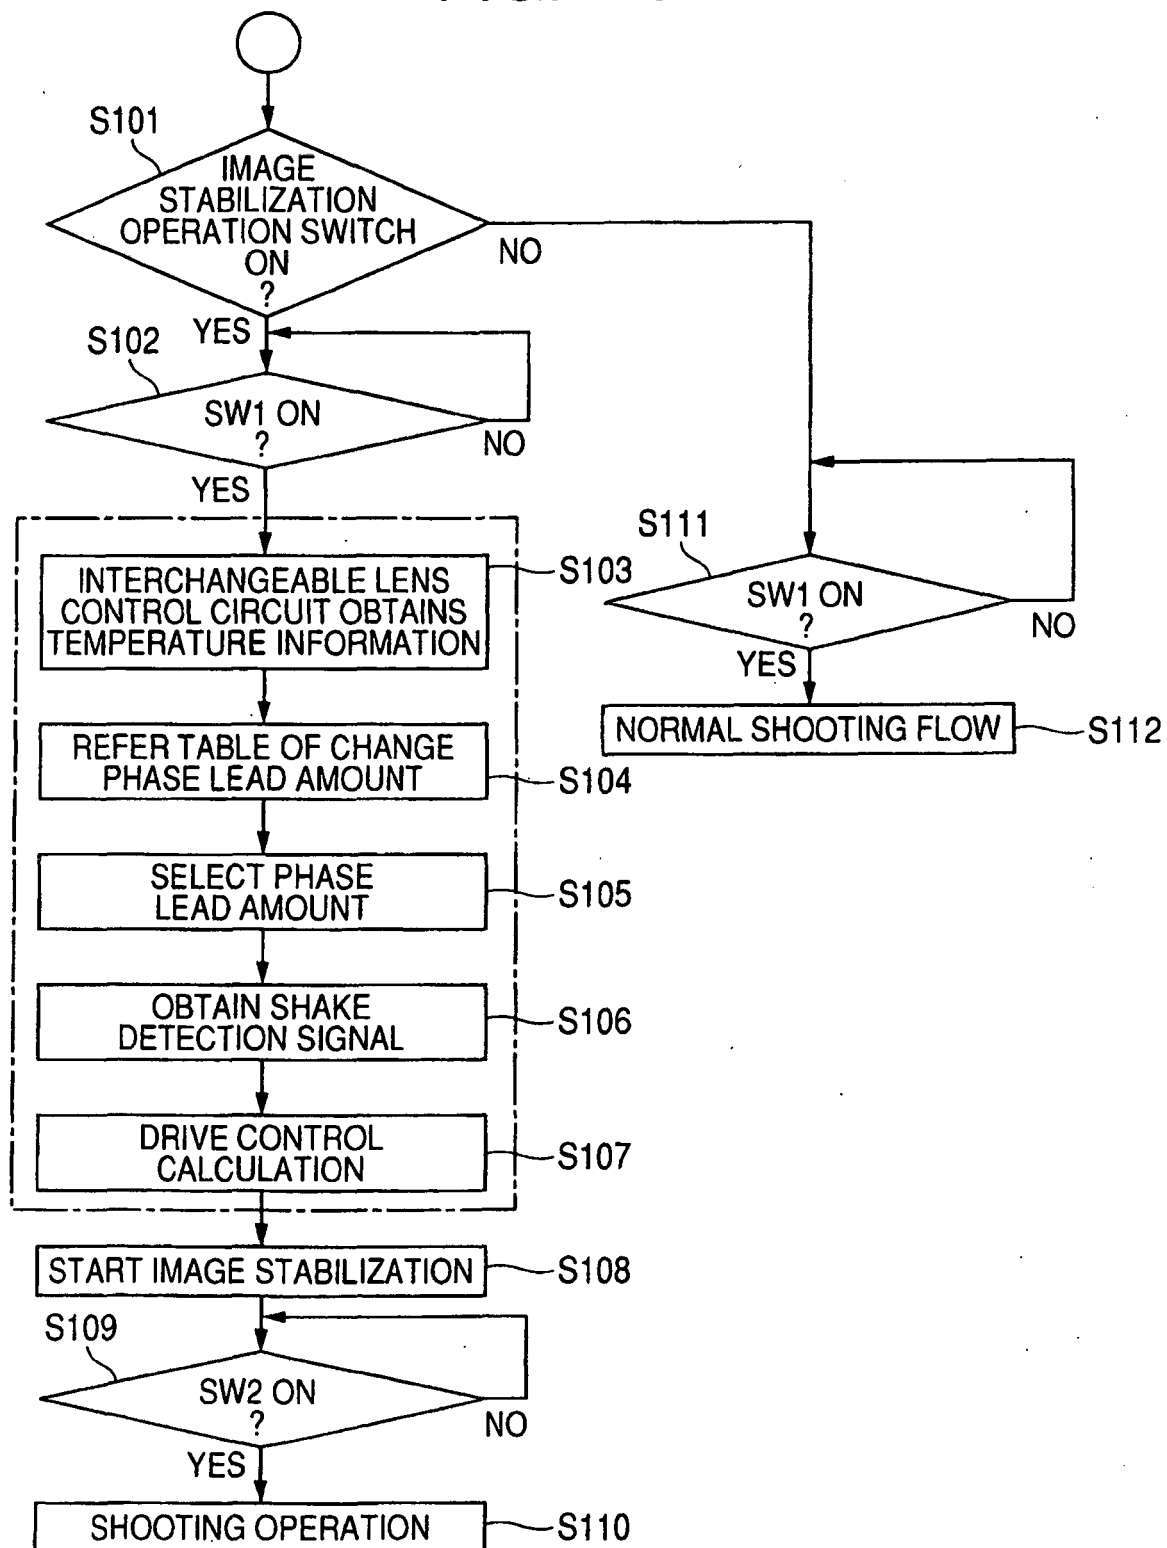 S101
IMAGE
STABILIZATION
OPERATION SWITCH
ON
?
NO
YES
S102
SW1 ON
?
NO
YES
S103
INTERCHANGEABLE LENS
CONTROL CIRCUIT OBTAINS
TEMPERATURE INFORMATION
S111
SW1 ON
?
NO
YES
NORMAL SHOOTING FLOW
S112
REFER TABLE OF CHANGE
PHASE LEAD AMOUNT
S104
SELECT PHASE
LEAD AMOUNT
S105
OBTAIN SHAKE
DETECTION SIGNAL
S106
DRIVE CONTROL
CALCULATION
S107
START IMAGE STABILIZATION
S108
S109
SW2 ON
?
NO
YES
SHOOTING OPERATION
S110